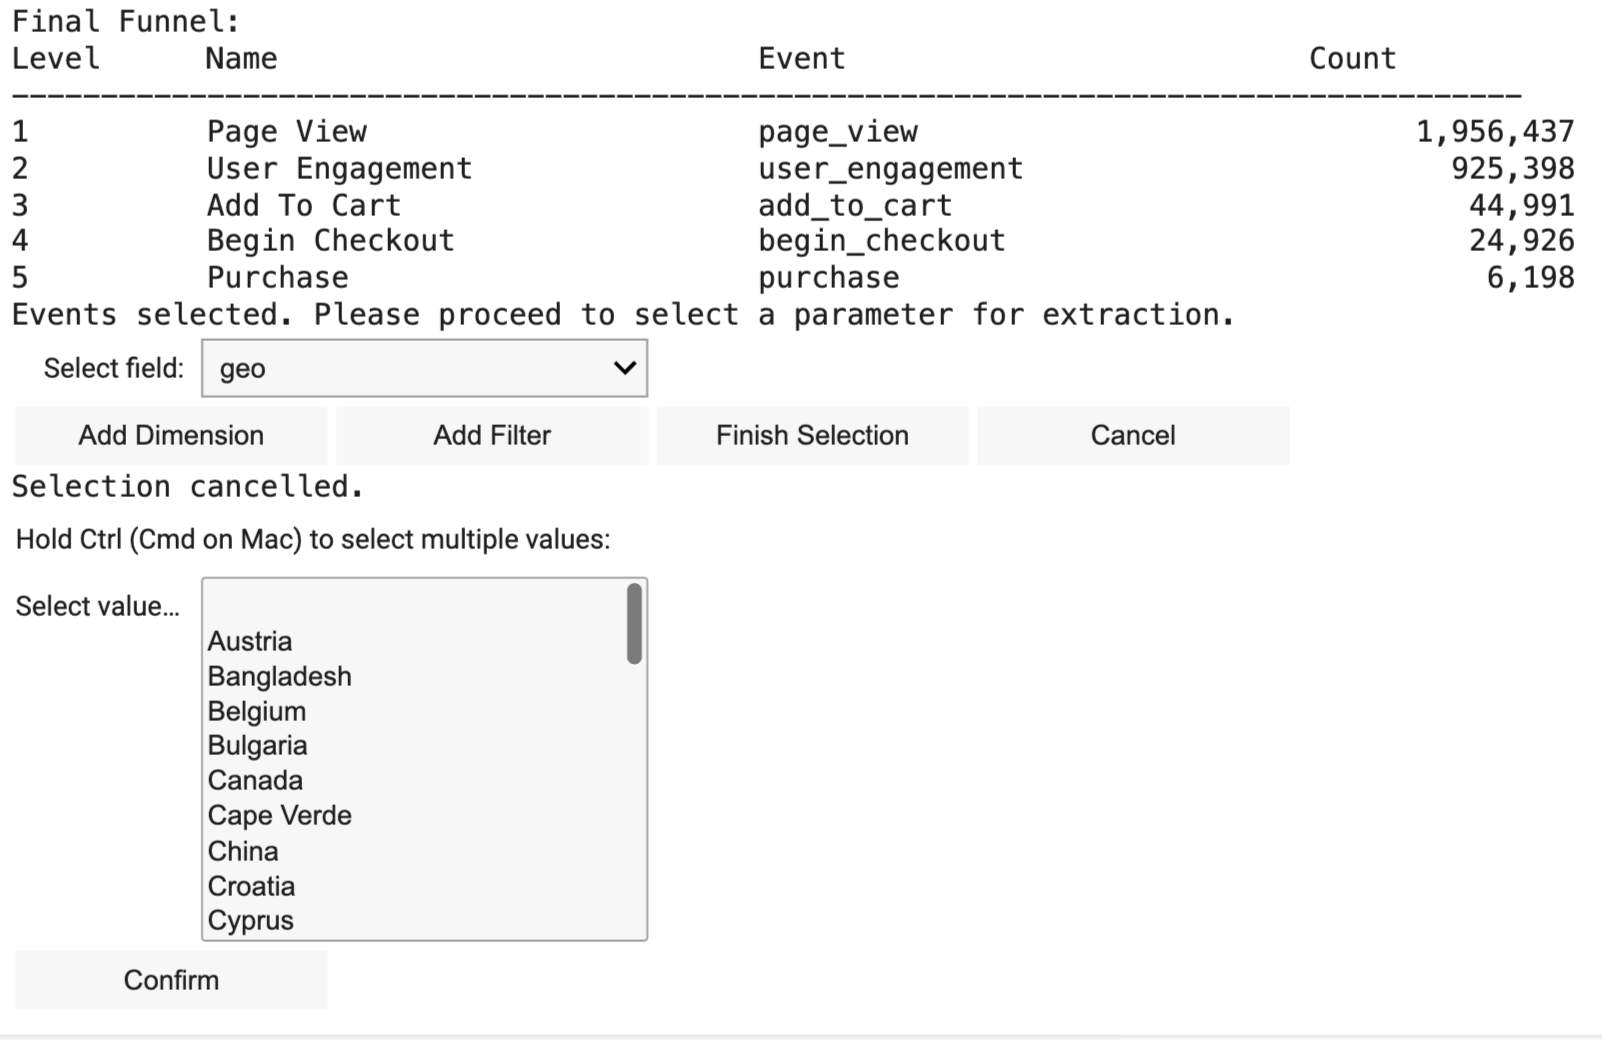 Final Funnel:
Level Name Event Count
-------------------------------------------------------------------------------------
1 Page View page_view 1,956,437
2 User Engagement user_engagement 925,398
3 Add To Cart add_to_cart 44,991
4 Begin Checkout begin_checkout 24,926
5 Purchase purchase 6,198
Events selected. Please proceed to select a parameter for extraction.
Select field: geo
Add Dimension Add Filter Finish Selection Cancel
Selection cancelled.
Hold Ctrl (Cmd on Mac) to select multiple values:
Select value...
Austria
Bangladesh
Belgium
Bulgaria
Canada
Cape Verde
China
Croatia
Cyprus
Confirm